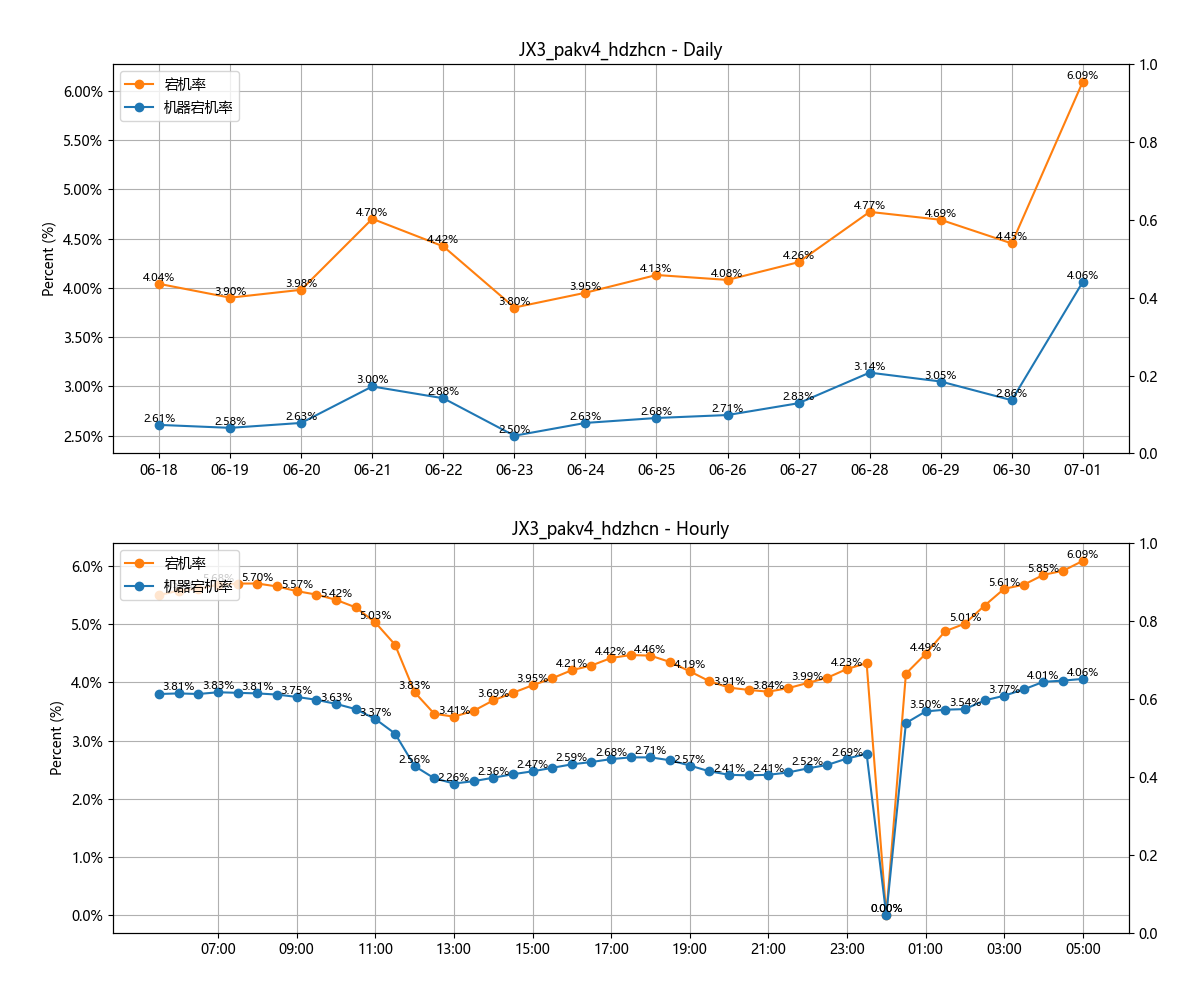 JX3_pakv4_hdzhcn - Daily
宕机率
机器宕机率
Percent (%)
6.00%
5.50%
5.00%
4.50%
4.00%
3.50%
3.00%
2.50%
1.0
0.8
0.6
0.4
0.2
0.0
4.04% 3.90% 3.98% 4.70% 4.42% 3.80% 3.95% 4.13% 4.08% 4.26% 4.77% 4.69% 4.45% 6.09%
2.61% 2.58% 2.63% 3.00% 2.88% 2.50% 2.63% 2.68% 2.71% 2.83% 3.14% 3.05% 2.86% 4.06%
06-18 06-19 06-20 06-21 06-22 06-23 06-24 06-25 06-26 06-27 06-28 06-29 06-30 07-01
JX3_pakv4_hdzhcn - Hourly
宕机率
机器宕机率
Percent (%)
6.0%
5.0%
4.0%
3.0%
2.0%
1.0%
0.0%
1.0
0.8
0.6
0.4
0.2
0.0
5.70% 5.57% 5.42% 5.03% 3.83% 3.41% 3.69% 3.95% 4.21% 4.42% 4.46% 4.19% 3.91% 3.84% 3.99% 4.23% 0.00% 4.49% 5.01% 5.61% 5.85% 6.09%
3.81% 3.83% 3.81% 3.75% 3.63% 3.37% 2.56% 2.26% 2.36% 2.47% 2.59% 2.68% 2.71% 2.57% 2.41% 2.41% 2.52% 2.69% 0.00% 3.50% 3.54% 3.77% 4.01% 4.06%
07:00 09:00 11:00 13:00 15:00 17:00 19:00 21:00 23:00 01:00 03:00 05:00